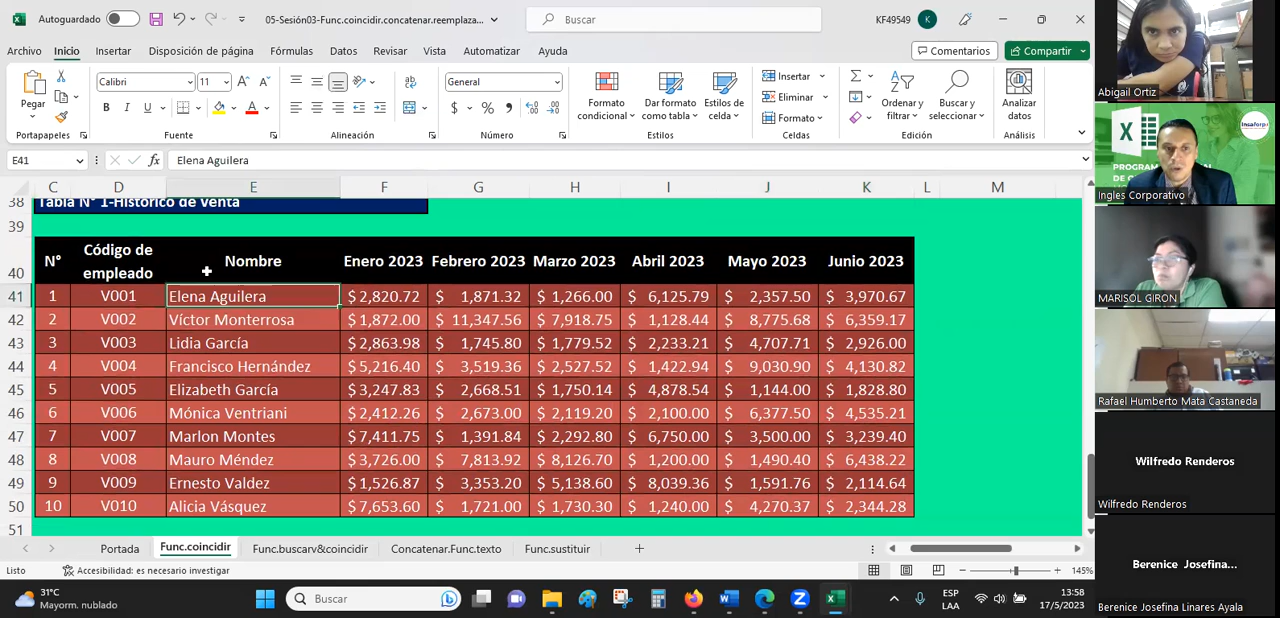 Autoguardado
05-Sesión03-Func.coincidir.concatenar.reemplaza...
Buscar
KF49549
K
Archivo Inicio Insertar Disposición de página Fórmulas Datos Revisar Vista Automatizar Ayuda
Comentarios
Compartir
Pegar
Calibri
11
General
Formato condicional
Dar formato como tabla
Estilos de celda
Insertar
Eliminar
Formato
Ordenar y filtrar
Buscar y seleccionar
Analizar datos
Portapapeles Fuente Alineación Número Estilos Celdas Edición Análisis
E41
fx
Elena Aguilera
C D E F G H I J K L M
38 Tabla N° 1-Histórico de venta
39
40 N° Código de empleado Nombre Enero 2023 Febrero 2023 Marzo 2023 Abril 2023 Mayo 2023 Junio 2023
41 1 V001 Elena Aguilera $ 2,820.72 $ 1,871.32 $ 1,266.00 $ 6,125.79 $ 2,357.50 $ 3,970.67
42 2 V002 Víctor Monterrosa $ 1,872.00 $ 11,347.56 $ 7,918.75 $ 1,128.44 $ 8,775.68 $ 6,359.17
43 3 V003 Lidia García $ 2,863.98 $ 1,745.80 $ 1,779.52 $ 2,233.21 $ 4,707.71 $ 2,926.00
44 4 V004 Francisco Hernández $ 5,216.40 $ 3,519.36 $ 2,527.52 $ 1,422.94 $ 9,030.90 $ 4,130.82
45 5 V005 Elizabeth García $ 3,247.83 $ 2,668.51 $ 1,750.14 $ 4,878.54 $ 1,144.00 $ 1,828.80
46 6 V006 Mónica Ventriani $ 2,412.26 $ 2,673.00 $ 2,119.20 $ 2,100.00 $ 6,377.50 $ 4,535.21
47 7 V007 Marlon Montes $ 7,411.75 $ 1,391.84 $ 2,292.80 $ 6,750.00 $ 3,500.00 $ 3,239.40
48 8 V008 Mauro Méndez $ 3,726.00 $ 7,813.92 $ 8,126.70 $ 1,200.00 $ 1,490.40 $ 6,438.22
49 9 V009 Ernesto Valdez $ 1,526.87 $ 3,353.20 $ 5,138.60 $ 8,039.36 $ 1,591.76 $ 2,114.64
50 10 V010 Alicia Vásquez $ 7,653.60 $ 1,721.00 $ 1,730.30 $ 1,240.00 $ 4,270.37 $ 2,344.28
51
Portada Func.coincidir Func.buscarv&coincidir Concatenar.Func.texto Func.sustituir
Listo
Accesibilidad: es necesario investigar
145%
31°C
Mayorm. nublado
Buscar
ESP
LAA
13:58
17/5/2023
Abigail Ortiz
Insaforp
Ingles Corporativo
MARISOL GIRON
Rafael Humberto Mata Castaneda
Wilfredo Renderos
Wilfredo Renderos
Berenice Josefina...
Berenice Josefina Linares Ayala